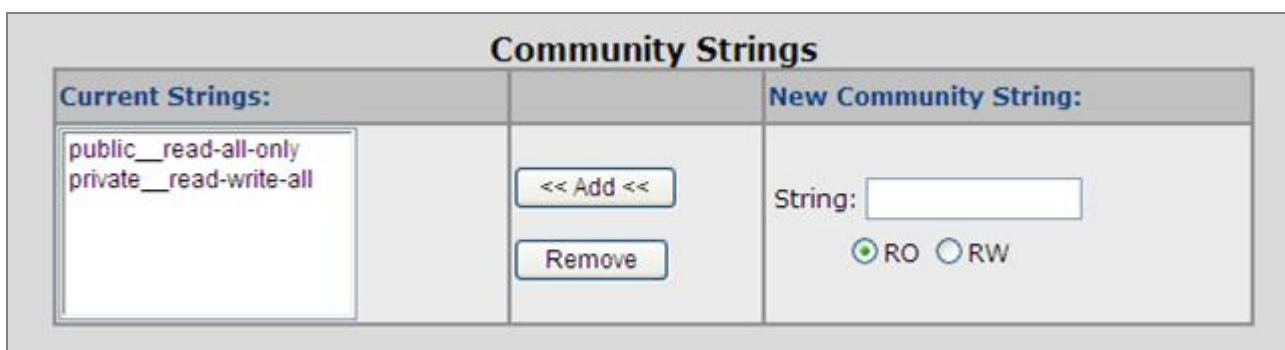 Community Strings
Current Strings:
New Community String:
public__read-all-only
private__read-write-all
<< Add <<
Remove
String:
RO RW